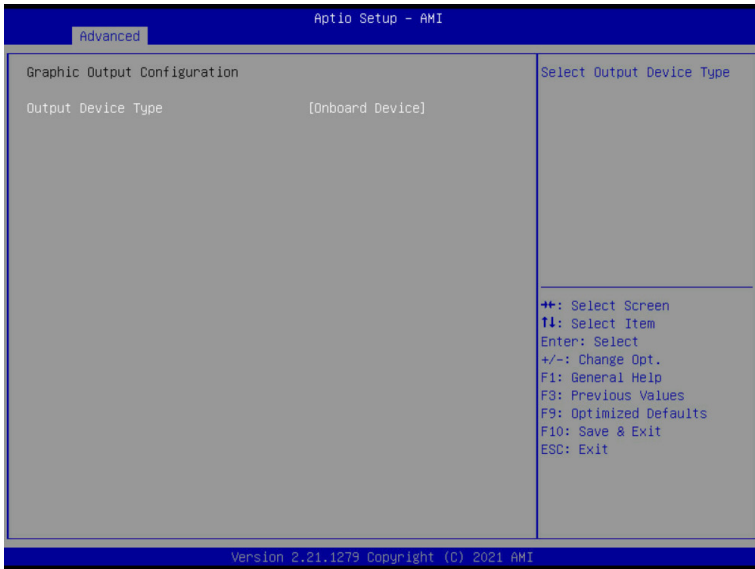 Aptio Setup – AMI
Advanced
Graphic Output Configuration
Output Device Type [Onboard Device]
Select Output Device Type
→←: Select Screen
↑↓: Select Item
Enter: Select
+/-: Change Opt.
F1: General Help
F3: Previous Values
F9: Optimized Defaults
F10: Save & Exit
ESC: Exit
Version 2.21.1279 Copyright (C) 2021 AMI